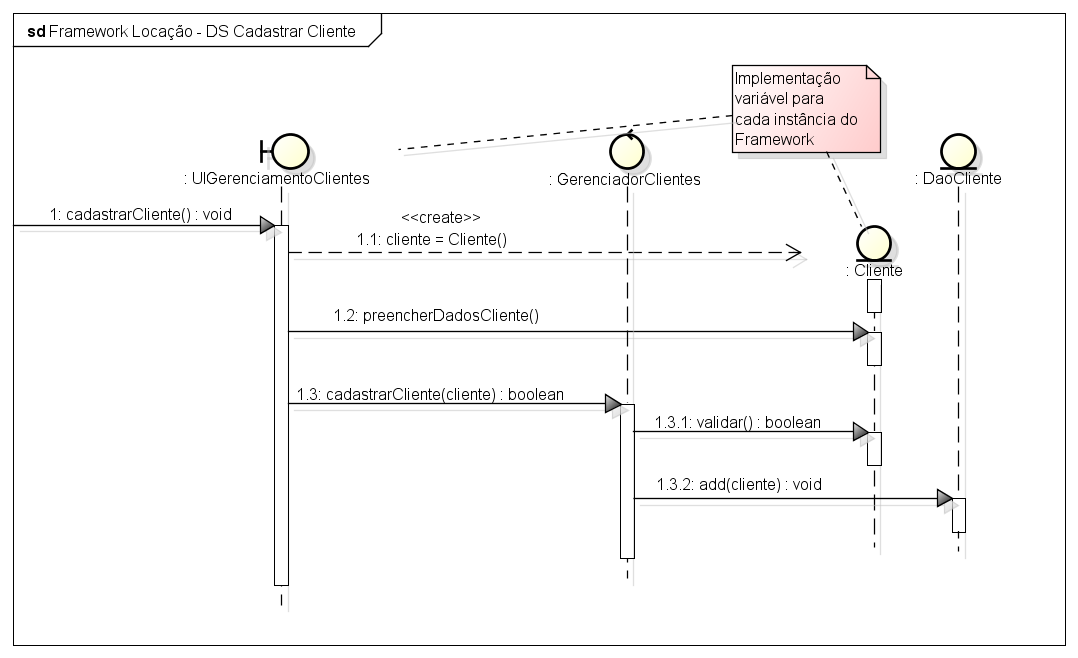 sd Framework Locação - DS Cadastrar Cliente
Implementação
variável para
cada instância do
Framework
: UIGerenciamentoClientes
: GerenciadorClientes
: DaoCliente
1: cadastrarCliente() : void
<<create>>
1.1: cliente = Cliente()
: Cliente
1.2: preencherDadosCliente()
1.3: cadastrarCliente(cliente) : boolean
1.3.1: validar() : boolean
1.3.2: add(cliente) : void